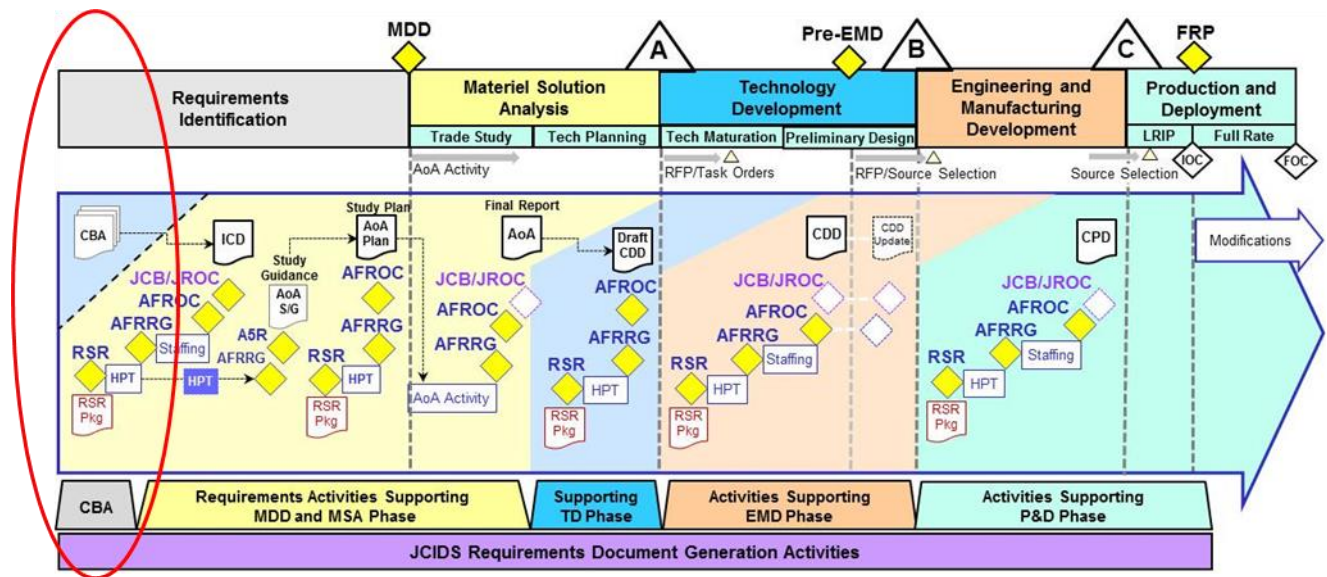 MDD
A
Pre-EMD
B
C
FRP
Requirements
Identification
Materiel Solution
Analysis
Technology
Development
Engineering and
Manufacturing
Development
Production and
Deployment
Trade Study
Tech Planning
Tech Maturation
Preliminary Design
LRIP
Full Rate
AoA Activity
RFP/Task Orders
RFP/Source Selection
Source Selection
IOC
FOC
CBA
ICD
Study
Guidance
AoA
S/G
Study Plan
AoA
Plan
Final Report
AoA
Draft
CDD
CDD
CDD
Update
CPD
Modifications
JCB/JROC
AFROC
AFRRG
Staffing
RSR
HPT
RSR
Pkg
HPT
A5R
AFRRG
AFROC
AFRRG
RSR
HPT
RSR
Pkg
JCB/JROC
AFROC
AFRRG
AoA Activity
AFROC
AFRRG
RSR
HPT
RSR
Pkg
JCB/JROC
AFROC
AFRRG
Staffing
RSR
HPT
RSR
Pkg
JCB/JROC
AFROC
AFRRG
Staffing
RSR
HPT
RSR
Pkg
CBA
Requirements Activities Supporting
MDD and MSA Phase
Supporting
TD Phase
Activities Supporting
EMD Phase
Activities Supporting
P&D Phase
JCIDS Requirements Document Generation Activities